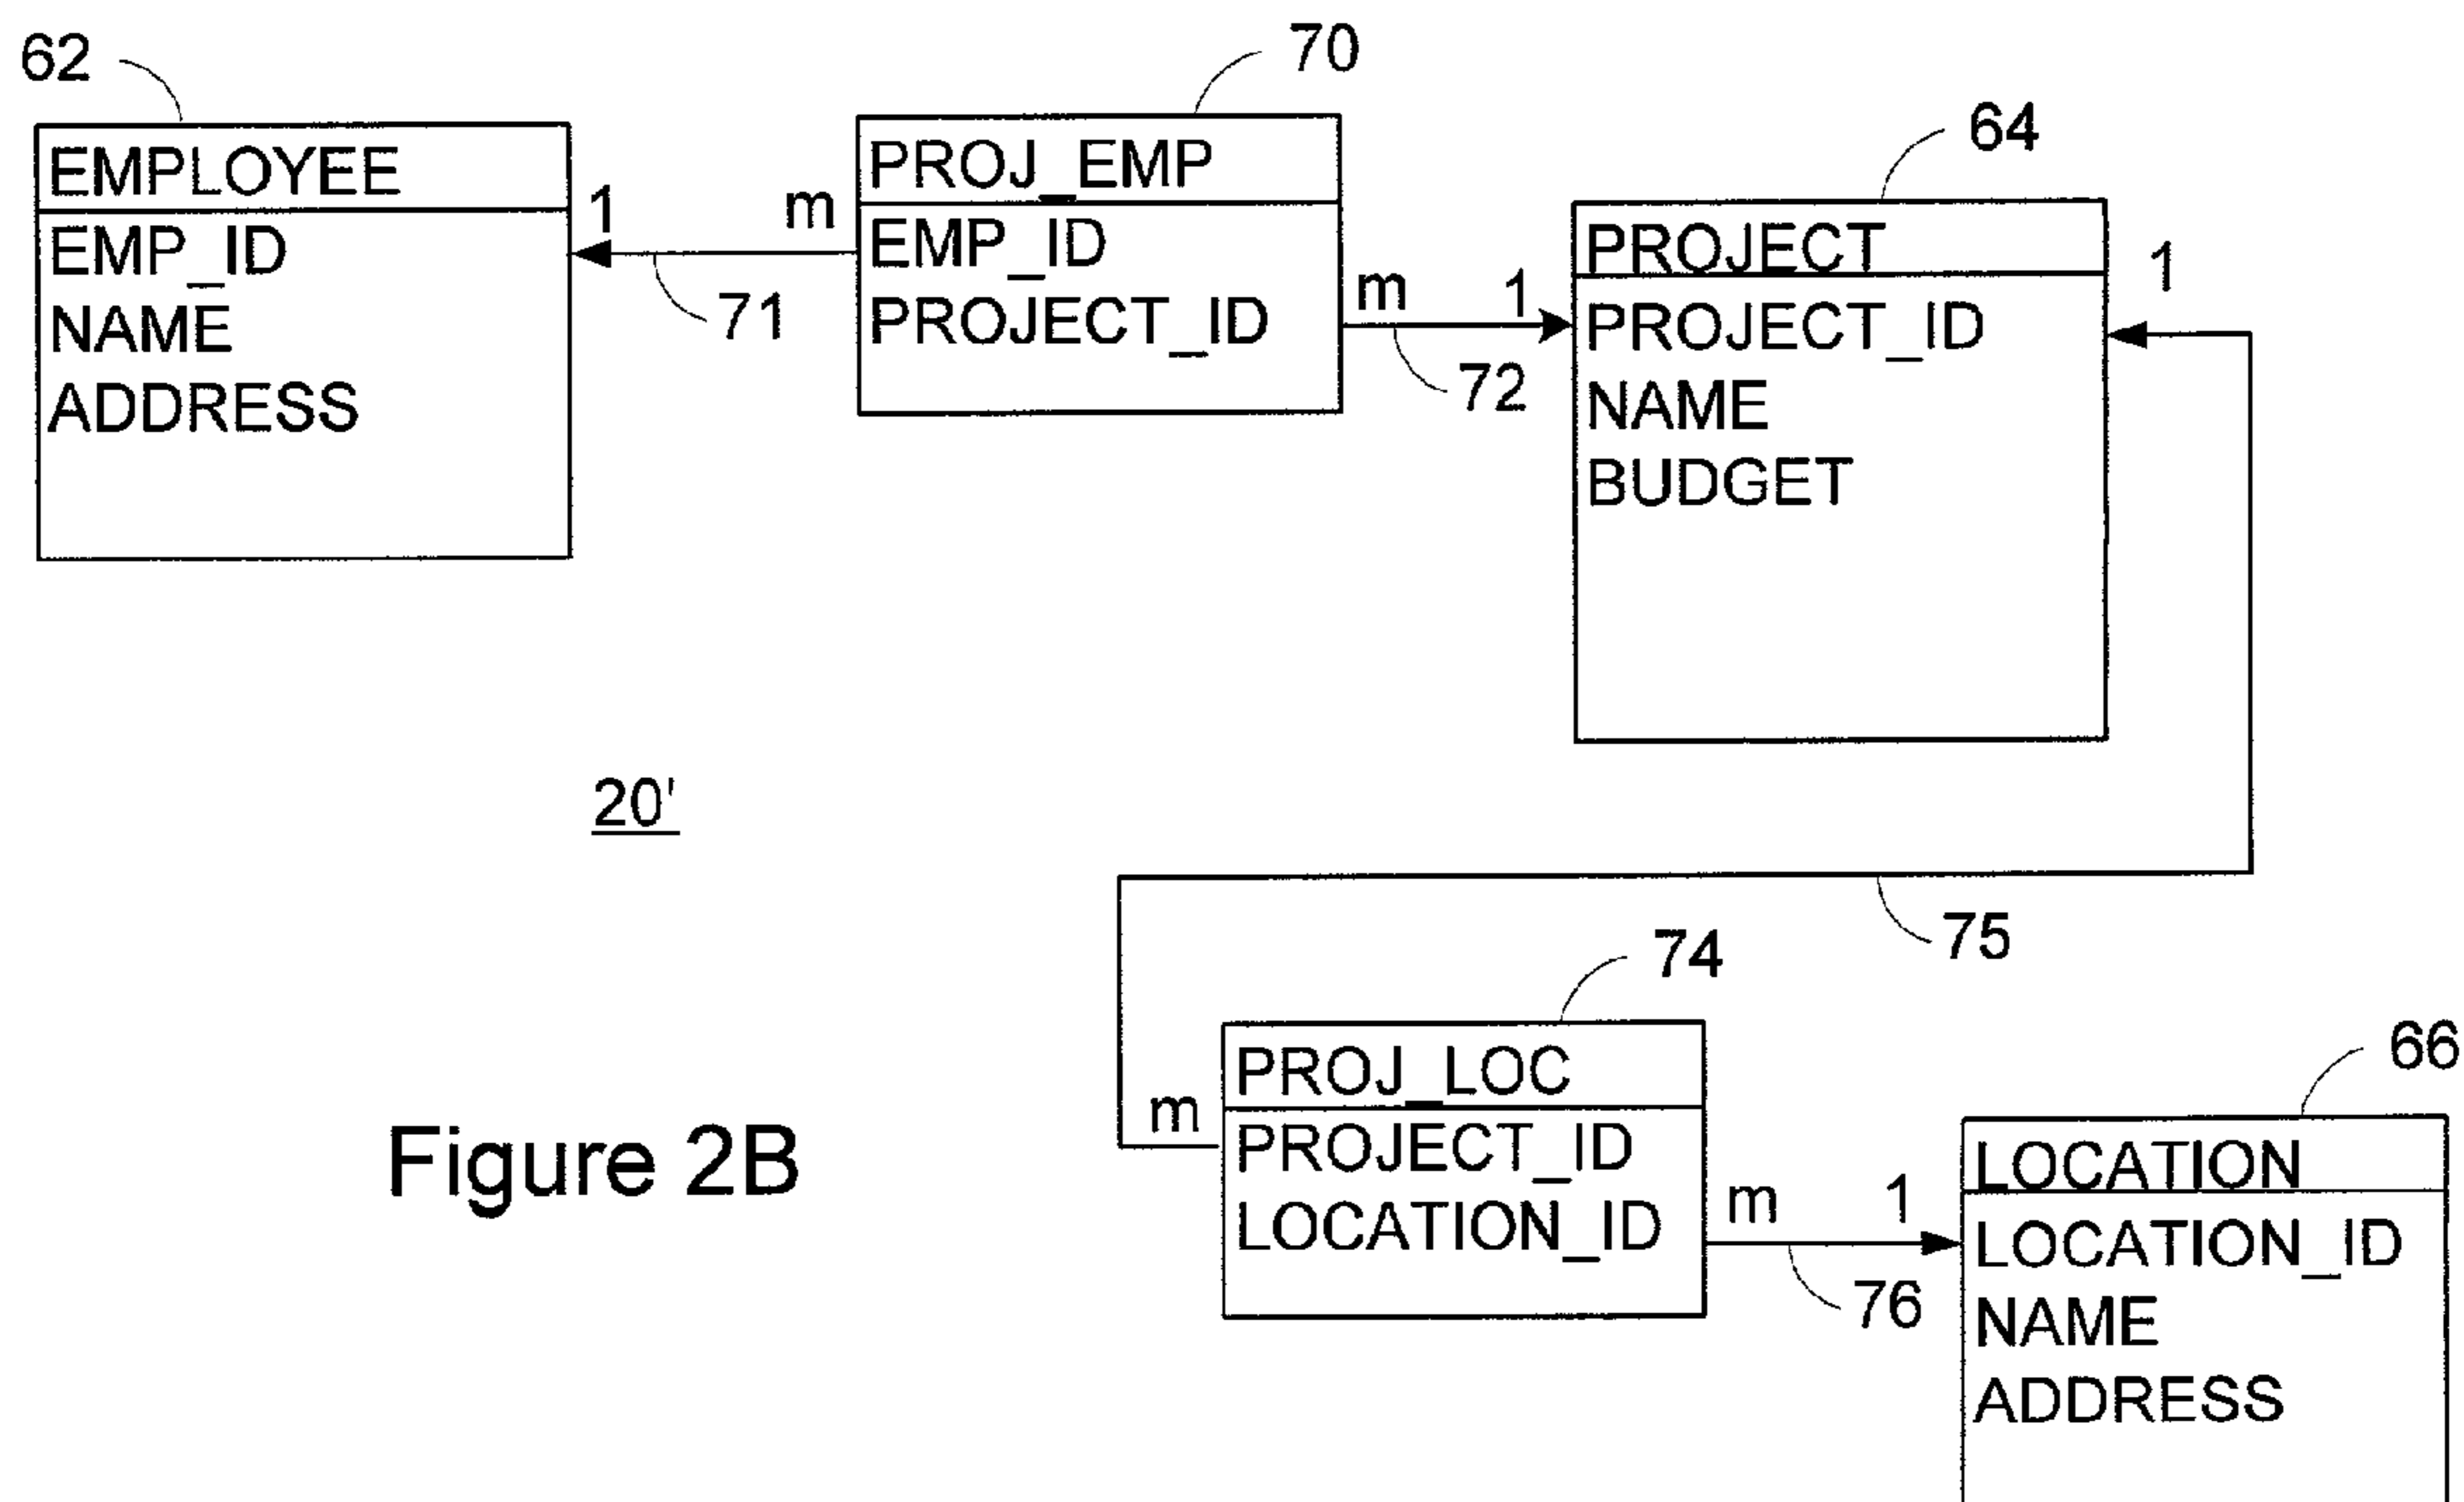 62
EMPLOYEE
EMP_ID
NAME
ADDRESS
1
m
71
70
PROJ_EMP
EMP_ID
PROJECT_ID
m
1
72
64
PROJECT
PROJECT_ID
NAME
BUDGET
1
20'
75
74
PROJ_LOC
PROJECT_ID
LOCATION_ID
m
m
1
76
66
LOCATION
LOCATION_ID
NAME
ADDRESS
Figure 2B